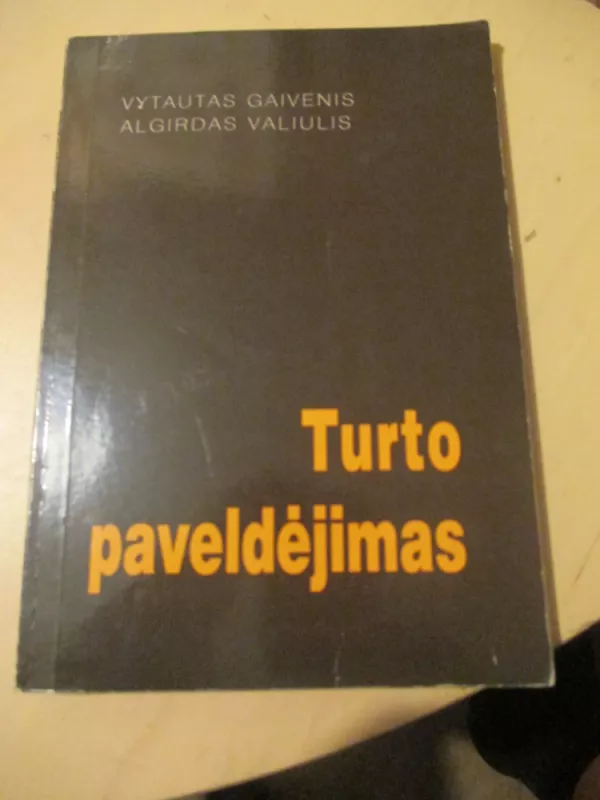 VYTAUTAS GAIVENIS
ALGIRDAS VALIULIS
Turto
paveldėjimas